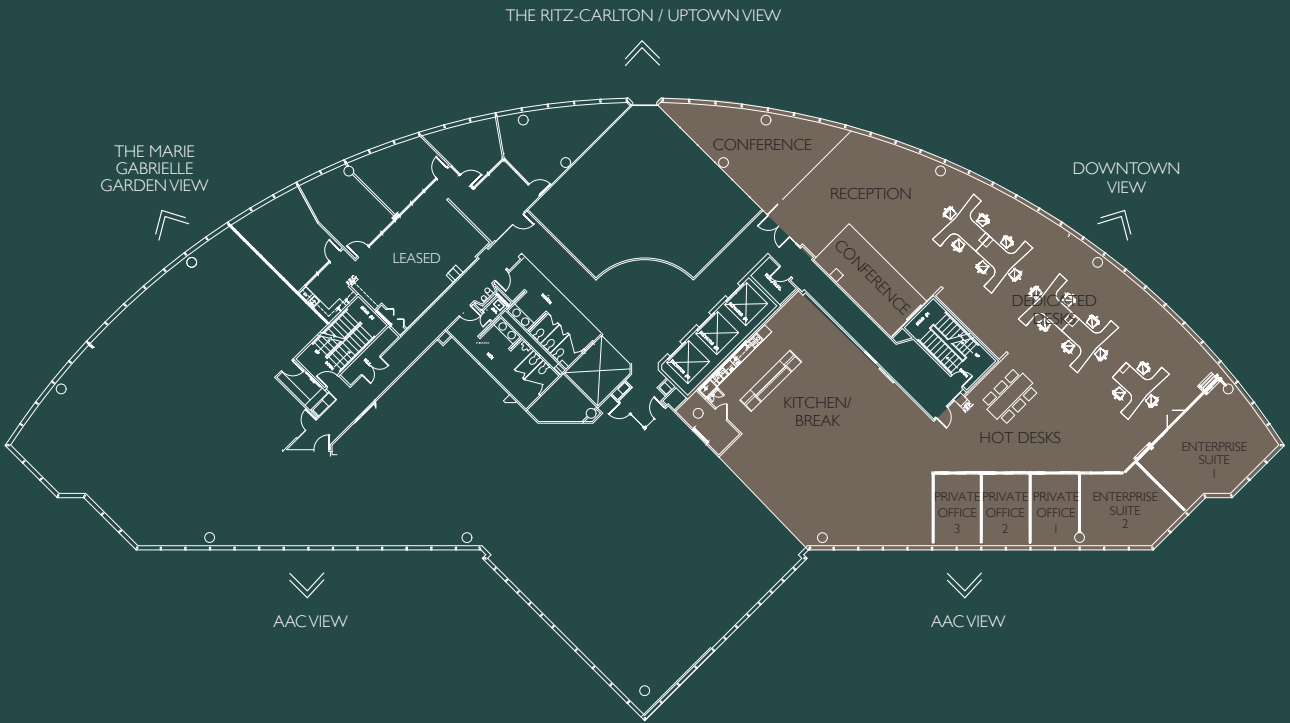 THE RITZ-CARLTON / UPTOWN VIEW
THE MARIE
GABRIELLE
GARDEN VIEW
DOWNTOWN
VIEW
CONFERENCE
RECEPTION
LEASED
CONFERENCE
DEDICATED
DESKS
KITCHEN/
BREAK
HOT DESKS
ENTERPRISE
SUITE
1
PRIVATE
OFFICE
3
PRIVATE
OFFICE
2
PRIVATE
OFFICE
1
ENTERPRISE
SUITE
2
AAC VIEW
AAC VIEW